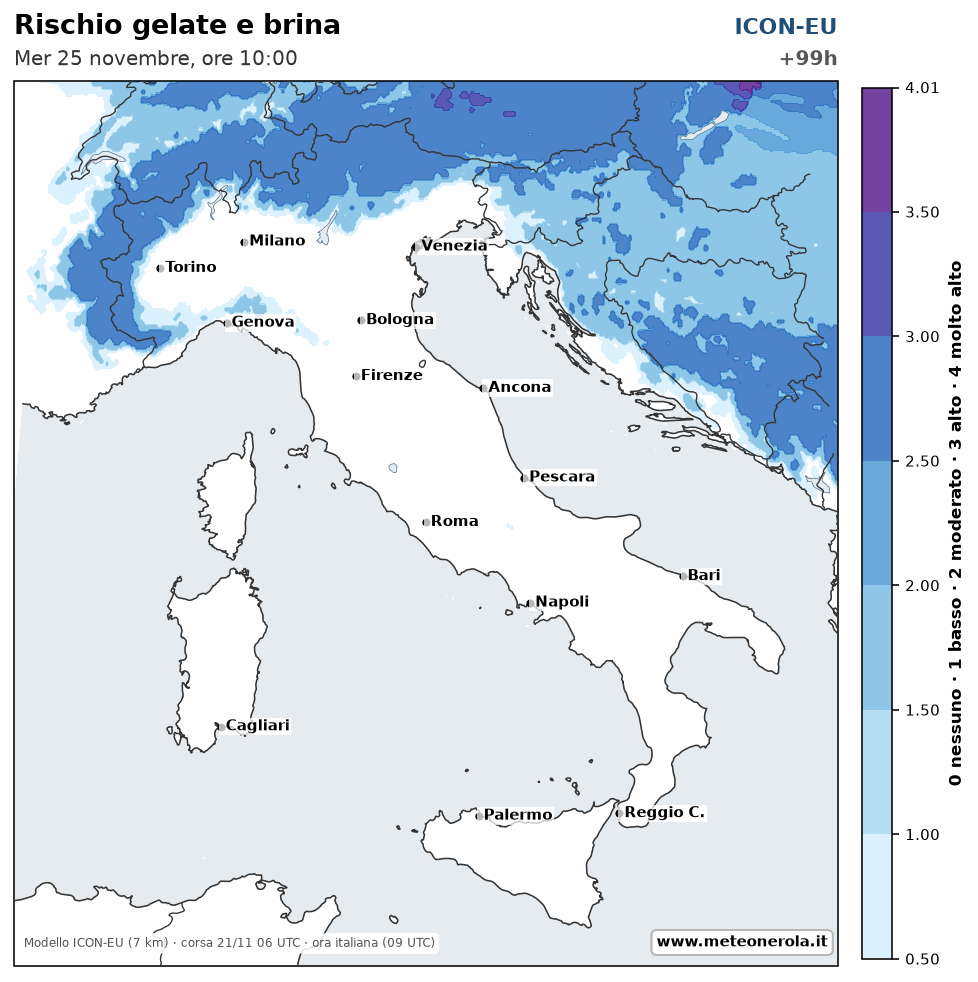 Rischio gelate e brina
ICON-EU
Mer 25 novembre, ore 10:00
+99h
4.01
3.50
3.00
2.50
2.00
1.50
1.00
0.50
0 nessuno · 1 basso · 2 moderato · 3 alto · 4 molto alto
Milano
Venezia
Torino
Genova
Bologna
Firenze
Ancona
Pescara
Roma
Bari
Napoli
Cagliari
Palermo
Reggio C.
Modello ICON-EU (7 km) · corsa 21/11 06 UTC · ora italiana (09 UTC)
www.meteonerola.it